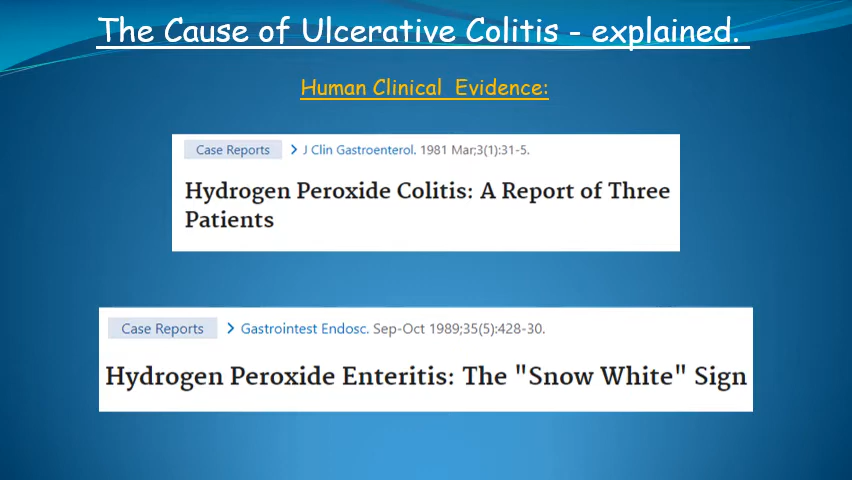 The Cause of Ulcerative Colitis - explained.
Human Clinical Evidence:
Case Reports > J Clin Gastroenterol. 1981 Mar;3(1):31-5.
Hydrogen Peroxide Colitis: A Report of Three
Patients
Case Reports > Gastrointest Endosc. Sep-Oct 1989;35(5):428-30.
Hydrogen Peroxide Enteritis: The "Snow White" Sign